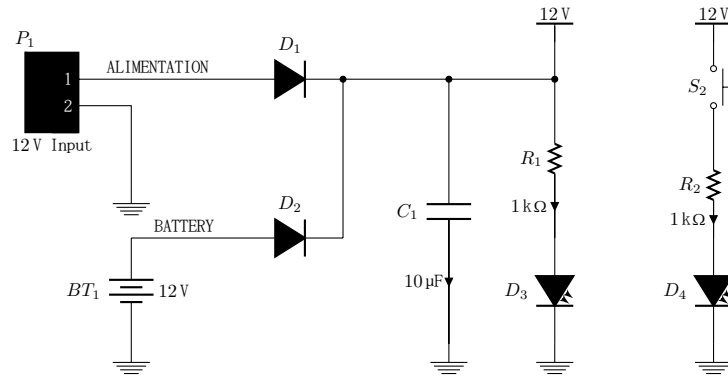 12 V
12 V
P1
D1
ALIMENTATION
1
2
S2
12 V Input
R1
R2
D2
1 kΩ
C1
1 kΩ
BATTERY
BT1
12 V
10 µF
D3
D4